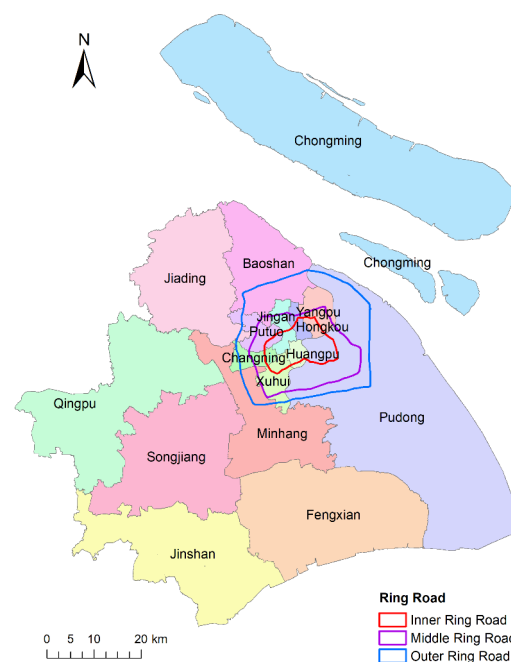 N
Chongming
Chongming
Baoshan
Jiading
Yangpu
Jingan
Hongkou
Putuo
Huangpu
Changning
Xuhui
Qingpu
Pudong
Minhang
Songjiang
Fengxian
Jinshan
Ring Road
Inner Ring Road
Middle Ring Road
Outer Ring Road
0 5 10 20 km